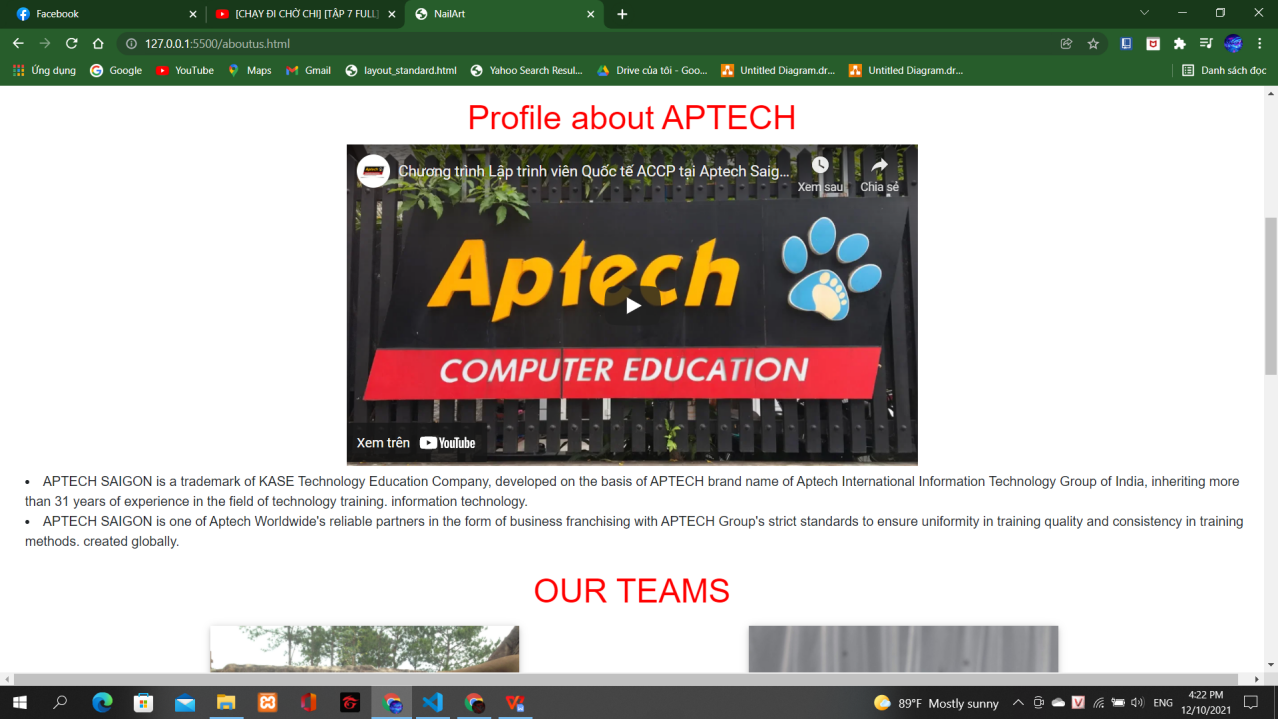 Facebook
[CHẠY ĐI CHỜ CHI] [TẬP 7 FULL]
NailArt
127.0.0.1:5500/aboutus.html
Ứng dụng
Google
YouTube
Maps
Gmail
layout_standard.html
Yahoo Search Resul...
Drive của tôi - Goo...
Untitled Diagram.dr...
Untitled Diagram.dr...
Danh sách đọc
Profile about APTECH
Chương trình Lập trình viên Quốc tế ACCP tại Aptech Saig...
Xem sau
Chia sẻ
Aptech
COMPUTER EDUCATION
Xem trên YouTube
• APTECH SAIGON is a trademark of KASE Technology Education Company, developed on the basis of APTECH brand name of Aptech International Information Technology Group of India, inheriting more
than 31 years of experience in the field of technology training. information technology.
• APTECH SAIGON is one of Aptech Worldwide's reliable partners in the form of business franchising with APTECH Group's strict standards to ensure uniformity in training quality and consistency in training
methods. created globally.
OUR TEAMS
89°F Mostly sunny
ENG
4:22 PM
12/10/2021